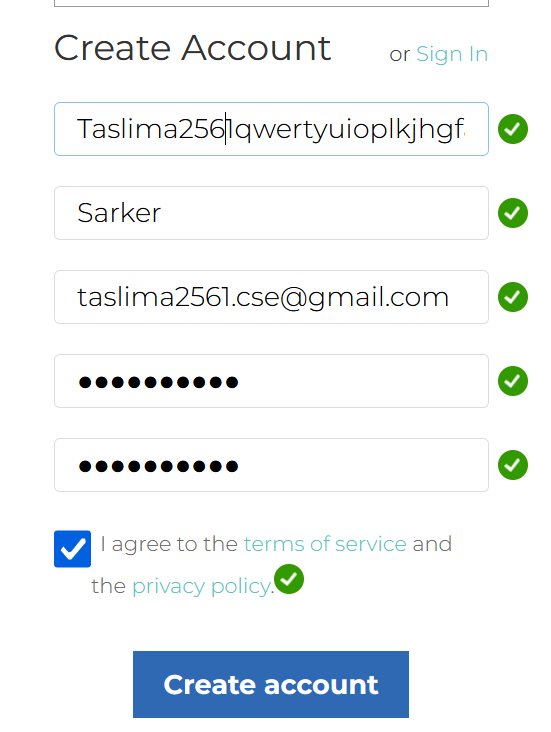 Create Account or Sign In
Taslima2561qwertyuioplkjhgf
Sarker
taslima2561.cse@gmail.com
●●●●●●●●●●
●●●●●●●●●●
I agree to the terms of service and
the privacy policy.
Create account